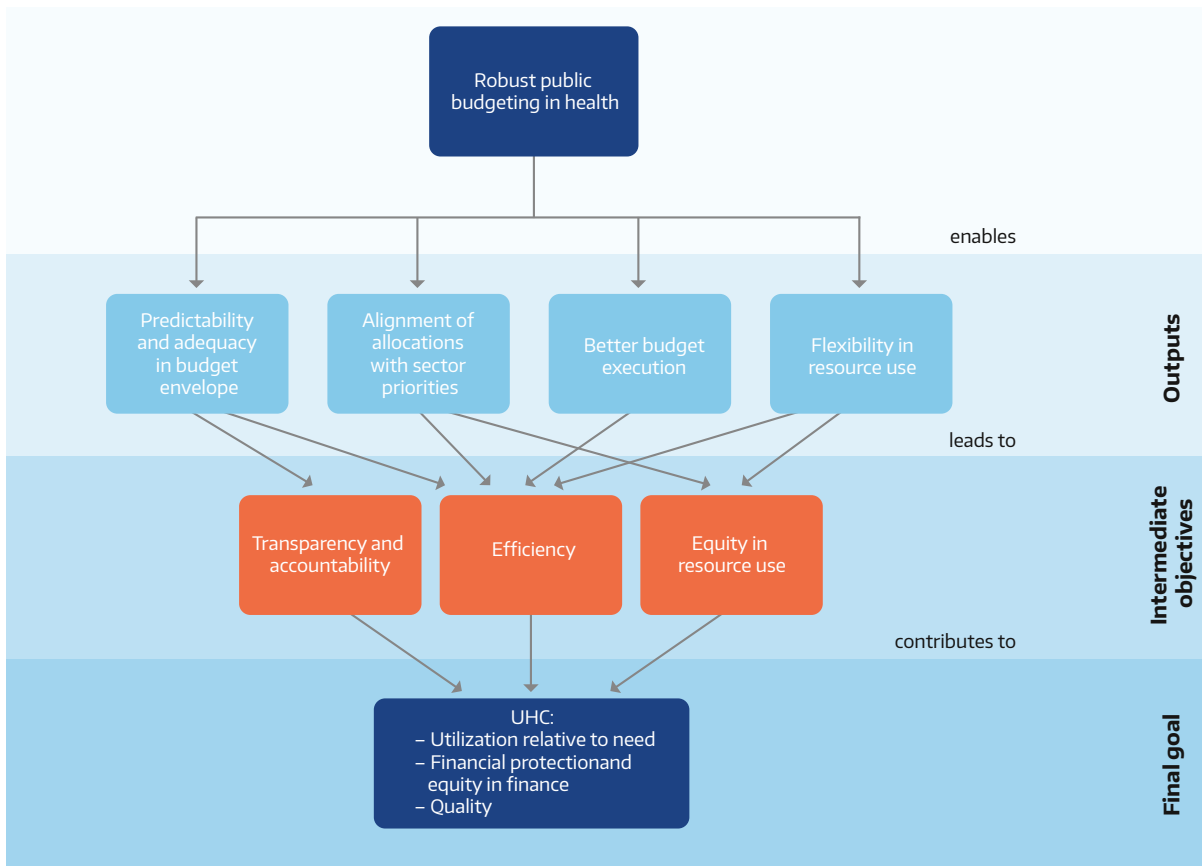 Robust public
budgeting in health
enables
Predictability
and adequacy
in budget
envelope
Alignment of
allocations
with sector
priorities
Better budget
execution
Flexibility in
resource use
Outputs
leads to
Transparency and
accountability
Efficiency
Equity in
resource use
Intermediate
objectives
contributes to
UHC:
– Utilization relative to need
– Financial protectionand
equity in finance
– Quality
Final goal